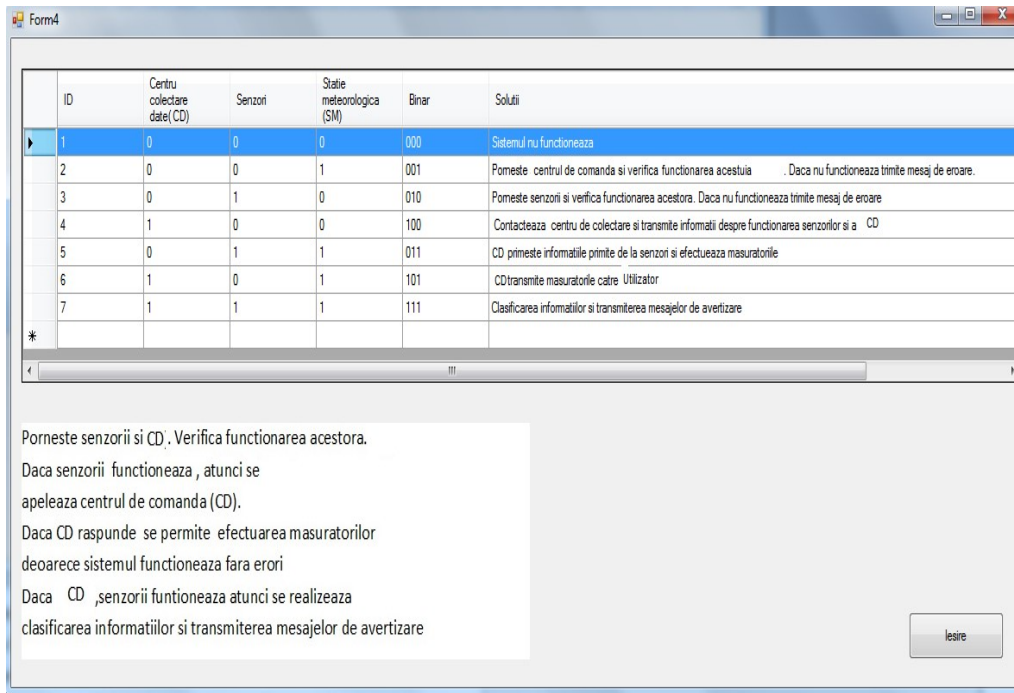 Form4
ID Centru colectare date(CD) Senzori Statie meteorologica (SM) Binar Solutii
1 0 0 0 000 Sistemul nu functioneaza
2 0 0 1 001 Porneste centrul de comanda si verifica functionarea acestuia . Daca nu functioneaza trimite mesaj de eroare.
3 0 1 0 010 Porneste senzorii si verifica functionarea acestora. Daca nu functioneaza trimite mesaj de eroare
4 1 0 0 100 Contacteaza centru de colectare si transmite informatii despre functionarea senzorilor si a CD
5 0 1 1 011 CD primeste informatiile primite de la senzori si efectueaza masuratorile
6 1 0 1 101 CDtransmite masuratorile catre Utilizator
7 1 1 1 111 Clasificarea informatiilor si transmiterea mesajelor de avertizare
Porneste senzorii si CD . Verifica functionarea acestora.
Daca senzorii functioneaza , atunci se
apeleaza centrul de comanda (CD).
Daca CD raspunde se permite efectuarea masuratorilor
deoarece sistemul functioneaza fara erori
Daca CD ,senzorii funtioneaza atunci se realizeaza
clasificarea informatiilor si transmiterea mesajelor de avertizare
Iesire